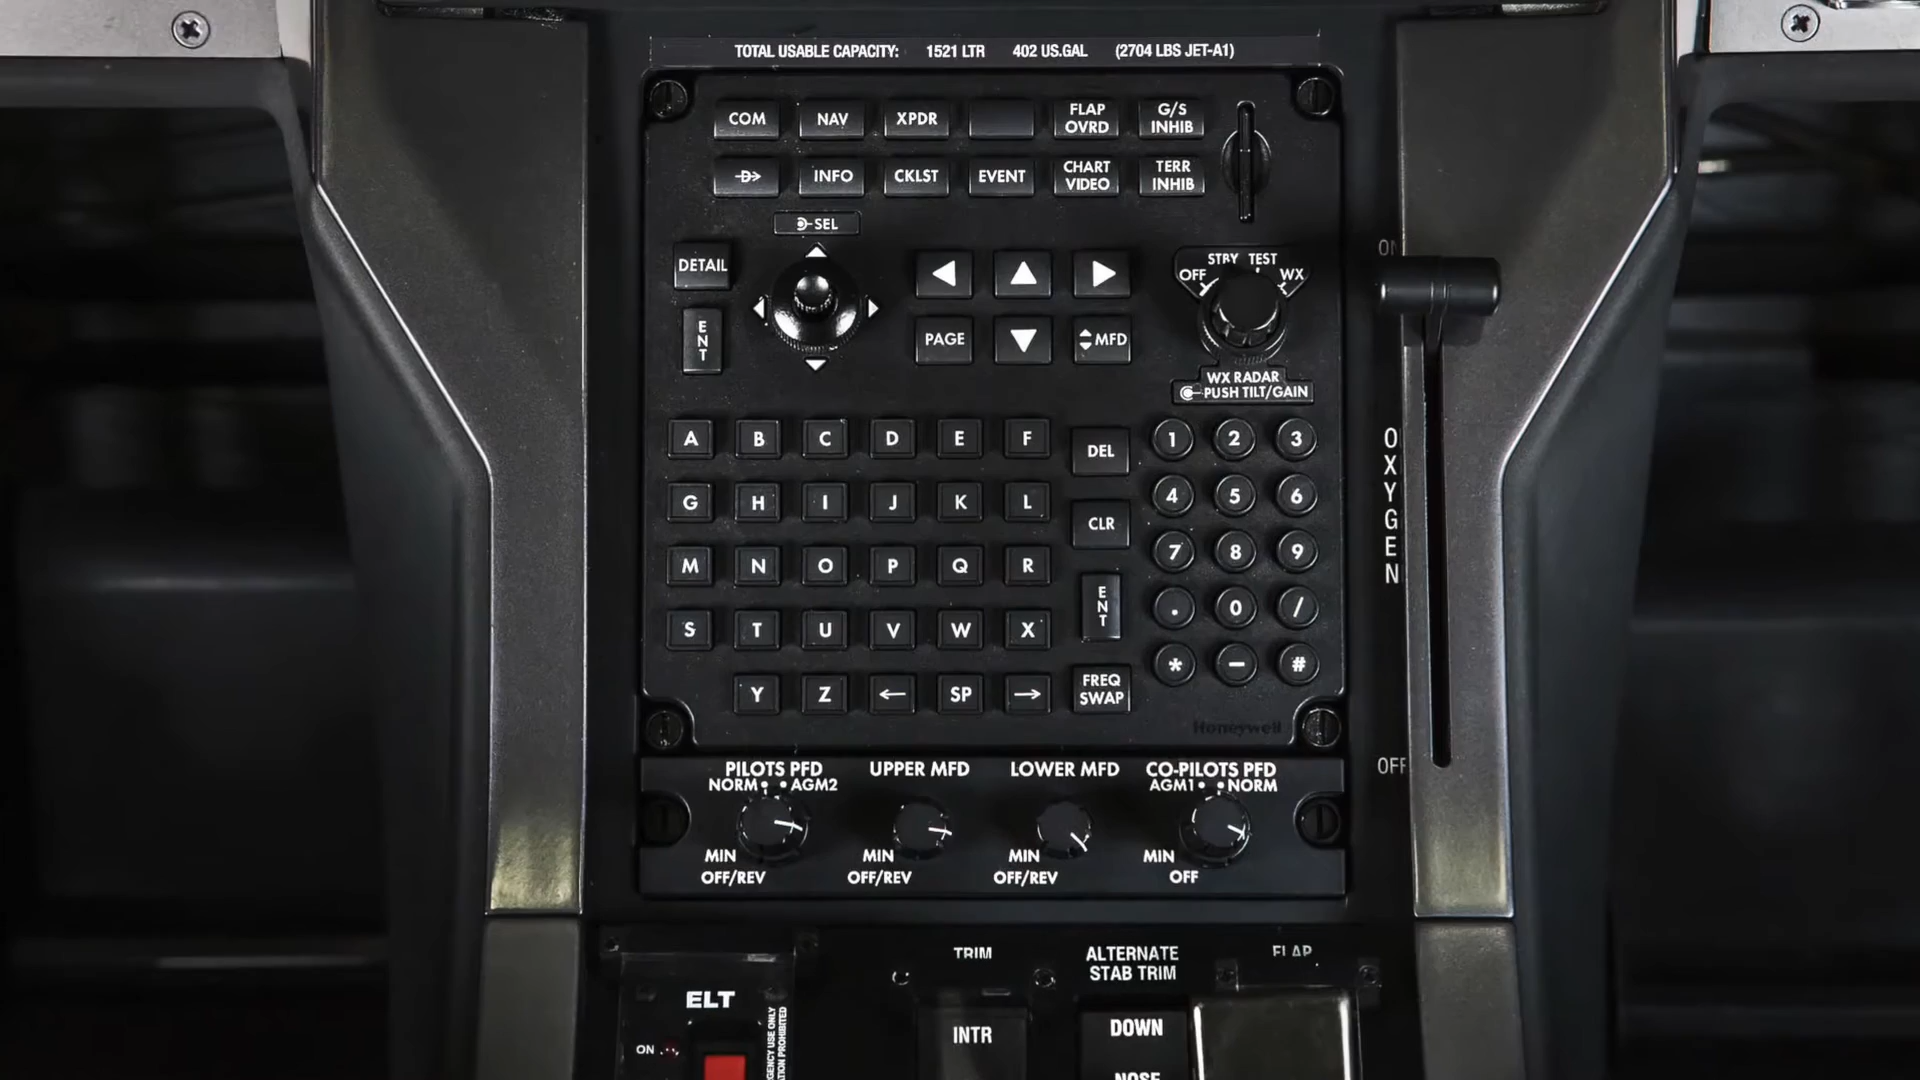 TOTAL USABLE CAPACITY: 1521 LTR 402 US.GAL (2704 LBS JET-A1)
COM NAV XPDR FLAP OVRD G/S INHIB
D INFO CKLST EVENT CHART VIDEO TERR INHIB
SEL
DETAIL
ENT
PAGE
MFD
OFF STBY TEST WX
WX RADAR
PUSH TILT/GAIN
A B C D E F DEL 1 2 3
G H I J K L CLR 4 5 6
M N O P Q R 7 8 9
ENT
S T U V W X . 0 /
Y Z ← SP → FREQ SWAP * − #
Honeywell
OXYGEN
OFF
PILOTS PFD UPPER MFD LOWER MFD CO-PILOTS PFD
NORM • • AGM2 AGM1 • • NORM
MIN MIN MIN MIN
OFF/REV OFF/REV OFF/REV OFF
TRIM ALTERNATE STAB TRIM FLAP
ELT
ON
INTR
DOWN
NOSE